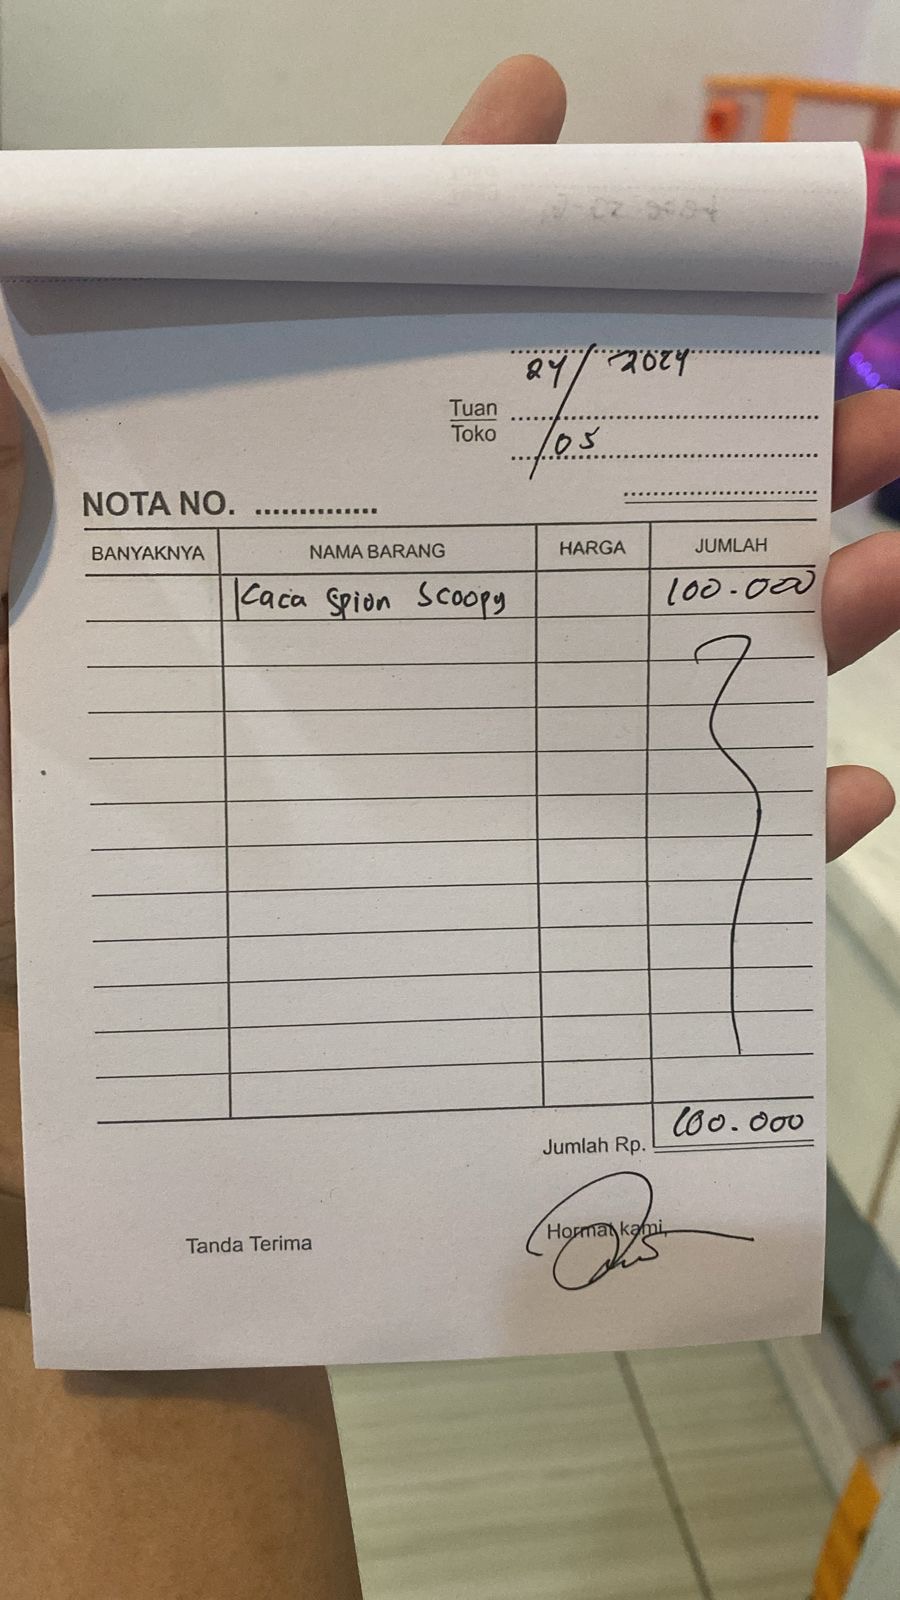 24/ 2024
Tuan
Toko
/05
NOTA NO. ..............
BANYAKNYA NAMA BARANG HARGA JUMLAH
Kaca Spion Scoopy 100.000
Jumlah Rp. 100.000
Tanda Terima Hormat kami,